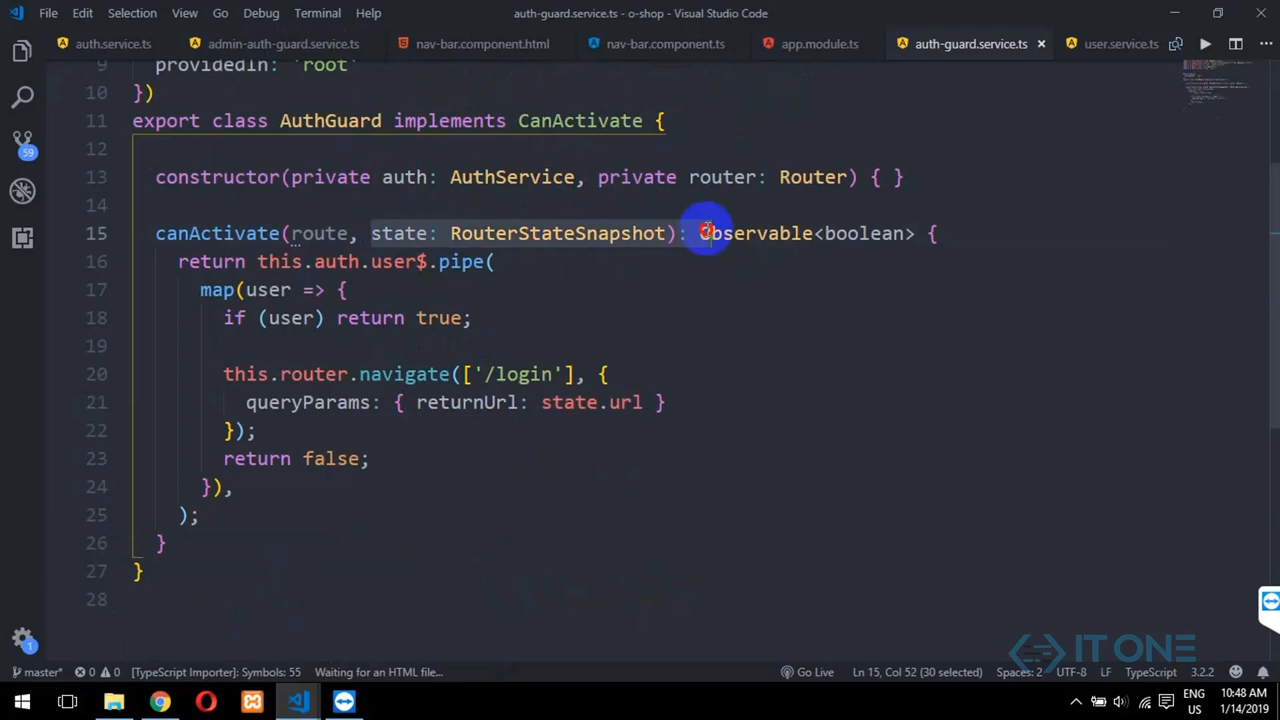 File Edit Selection View Go Debug Terminal Help
auth-guard.service.ts - o-shop - Visual Studio Code
auth.service.ts admin-auth-guard.service.ts nav-bar.component.html nav-bar.component.ts app.module.ts auth-guard.service.ts user.service.ts
9 providedIn: 'root'
10 })
11 export class AuthGuard implements CanActivate {
12
13 constructor(private auth: AuthService, private router: Router) { }
14
15 canActivate(route, state: RouterStateSnapshot): Observable<boolean> {
16 return this.auth.user$.pipe(
17 map(user => {
18 if (user) return true;
19
20 this.router.navigate(['/login'], {
21 queryParams: { returnUrl: state.url }
22 });
23 return false;
24 }),
25 );
26 }
27 }
28
59
1
IT ONE
master* 0 0 [TypeScript Importer]: Symbols: 55 Waiting for an HTML file... Go Live Ln 15, Col 52 (30 selected) Spaces: 2 UTF-8 LF TypeScript 3.2.2
ENG 10:48 AM
US 1/14/2019